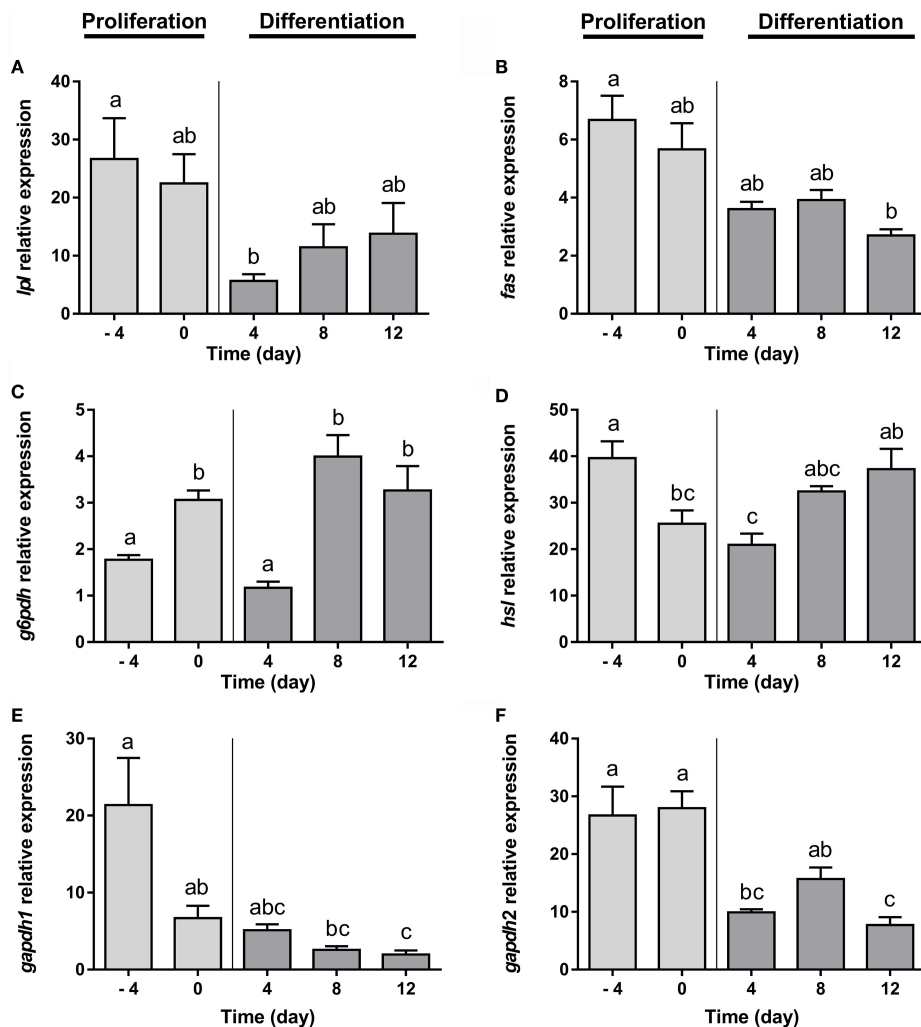 Proliferation Differentiation Proliferation Differentiation
A
lpl relative expression
40
30
20
10
0
a
ab
b
ab
ab
- 4 0 4 8 12
Time (day)
B
fas relative expression
8
6
4
2
0
a
ab
ab
ab
b
- 4 0 4 8 12
Time (day)
C
g6pdh relative expression
5
4
3
2
1
0
a
b
a
b
b
- 4 0 4 8 12
Time (day)
D
hsl relative expression
50
40
30
20
10
0
a
bc
c
abc
ab
- 4 0 4 8 12
Time (day)
E
gapdh1 relative expression
30
20
10
0
a
ab
abc
bc
c
- 4 0 4 8 12
Time (day)
F
gapdh2 relative expression
40
30
20
10
0
a
a
bc
ab
c
- 4 0 4 8 12
Time (day)